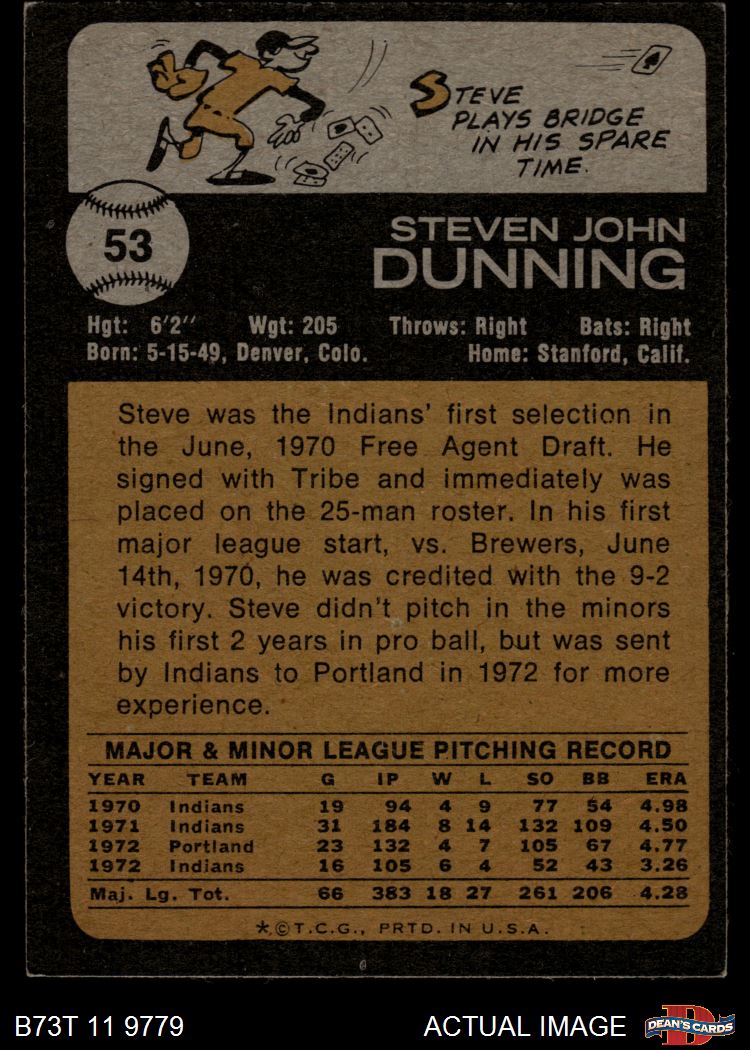 STEVE
PLAYS BRIDGE
IN HIS SPARE
TIME.
53
STEVEN JOHN
DUNNING
Hgt: 6'2" Wgt: 205 Throws: Right Bats: Right
Born: 5-15-49, Denver, Colo. Home: Stanford, Calif.
Steve was the Indians' first selection in
the June, 1970 Free Agent Draft. He
signed with Tribe and immediately was
placed on the 25-man roster. In his first
major league start, vs. Brewers, June
14th, 1970, he was credited with the 9-2
victory. Steve didn't pitch in the minors
his first 2 years in pro ball, but was sent
by Indians to Portland in 1972 for more
experience.
MAJOR & MINOR LEAGUE PITCHING RECORD
YEAR TEAM G IP W L SO BB ERA
1970 Indians 19 94 4 9 77 54 4.98
1971 Indians 31 184 8 14 132 109 4.50
1972 Portland 23 132 4 7 105 67 4.77
1972 Indians 16 105 6 4 52 43 3.26
Maj. Lg. Tot. 66 383 18 27 261 206 4.28
*©T.C.G., PRTD. IN U.S.A.
B73T 11 9779 ACTUAL IMAGE
D
DEAN'S CARDS